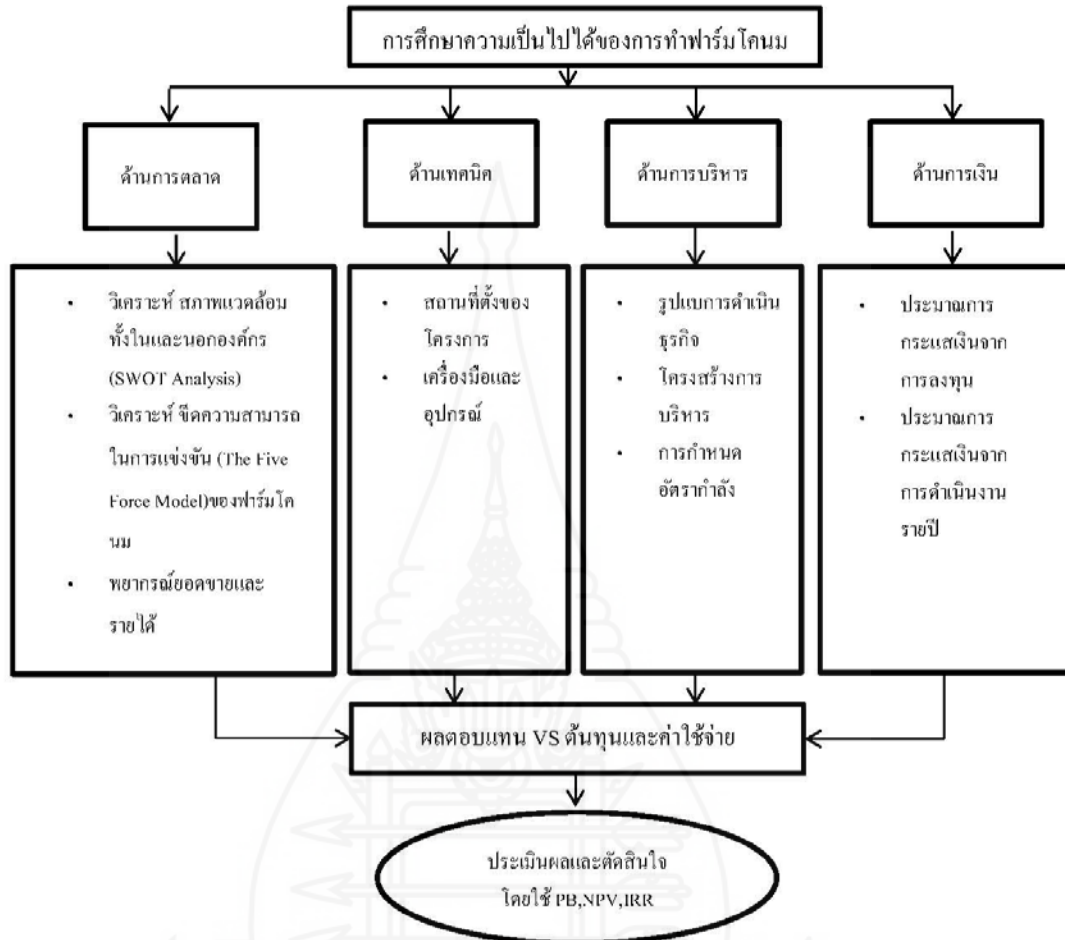 การศึกษาความเป็นไปได้ของการทำฟาร์มโคนม
ด้านการตลาด
ด้านเทคนิค
ด้านการบริหาร
ด้านการเงิน
• วิเคราะห์ สภาพแวดล้อม
ทั้งในและนอกองค์กร
(SWOT Analysis)
• วิเคราะห์ ขีดความสามารถ
ในการแข่งขัน (The Five
Force Model)ของฟาร์มโค
นม
• พยากรณ์ยอดขายและ
รายได้
• สถานที่ตั้งของ
โครงการ
• เครื่องมือและ
อุปกรณ์
• รูปแบบการดำเนิน
ธุรกิจ
• โครงสร้างการ
บริหาร
• การกำหนด
อัตรากำลัง
• ประมาณการ
กระแสเงินจาก
การลงทุน
• ประมาณการ
กระแสเงินจาก
การดำเนินงาน
รายปี
ผลตอบแทน VS ต้นทุนและค่าใช้จ่าย
ประเมินผลและตัดสินใจ
โดยใช้ PB,NPV,IRR